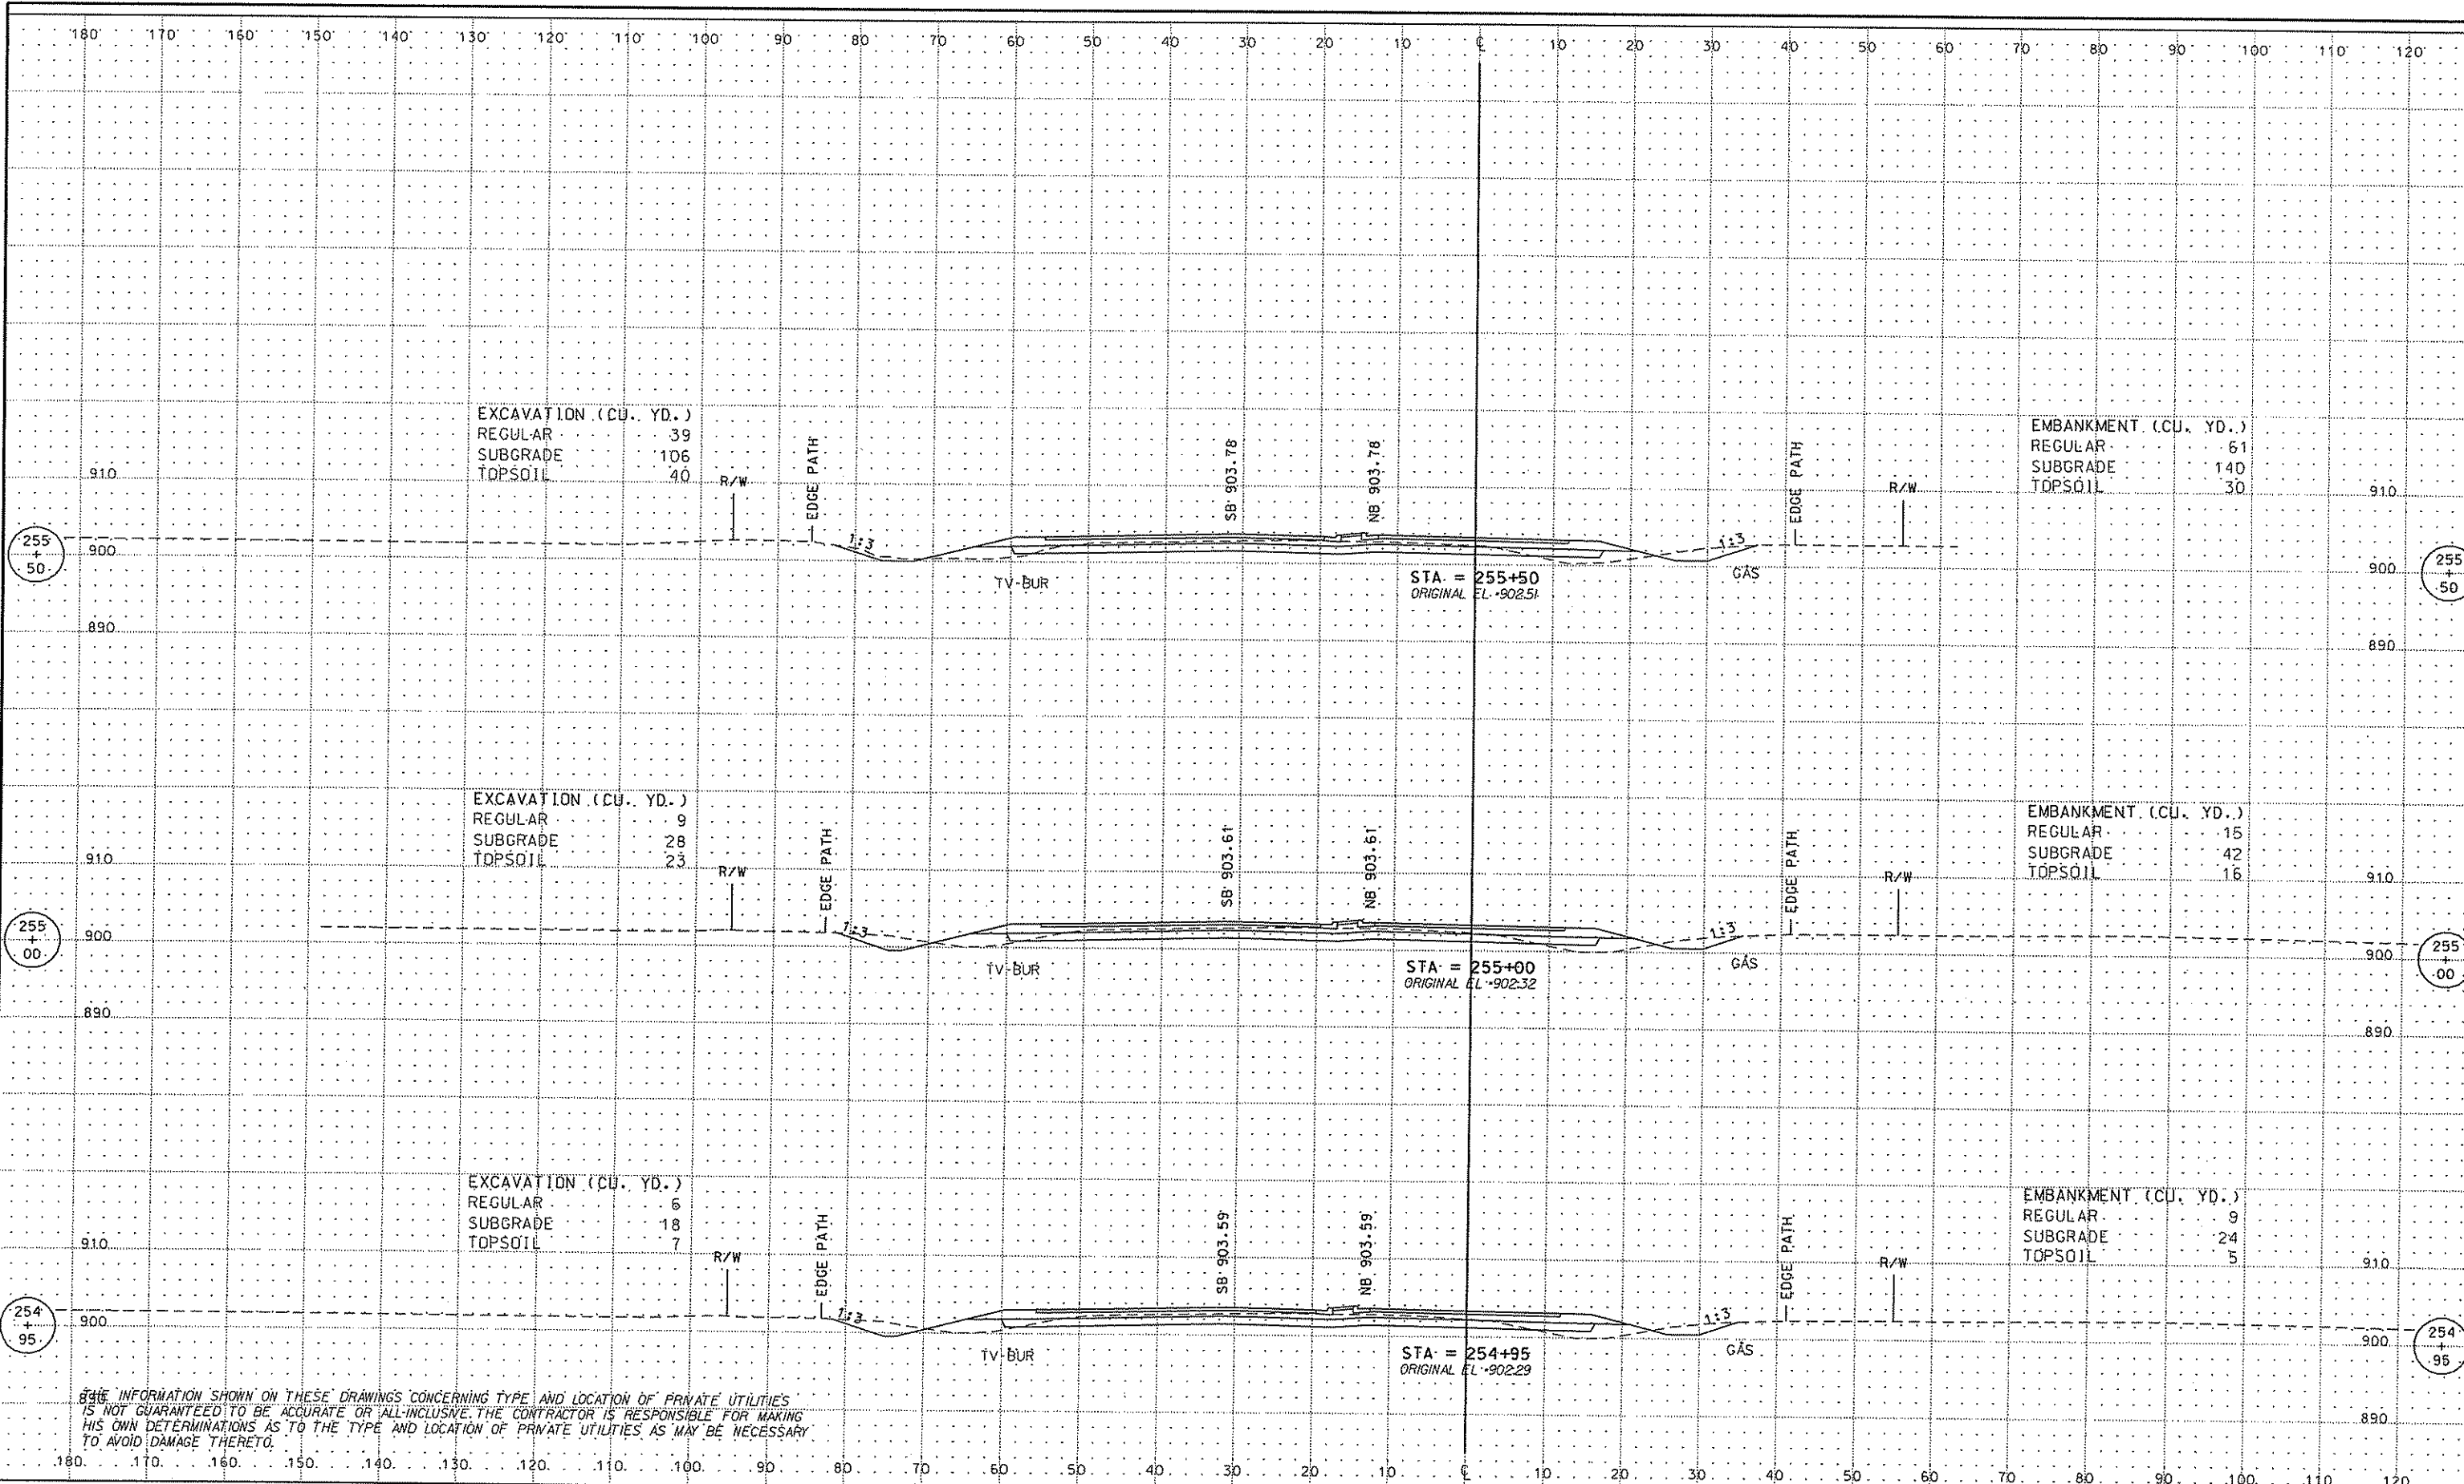 180 170 160 150 140 130 120 110 100 90 80 70 60 50 40 30 20 10 ℄ 10 20 30 40 50 60 70 80 90 100 110 120
EXCAVATION (CU. YD.)
REGULAR 39
SUBGRADE 106
TOPSOIL 40
R/W
EDGE PATH
SB 903.78
NB 903.78
EDGE PATH
R/W
EMBANKMENT (CU. YD.)
REGULAR 61
SUBGRADE 140
TOPSOIL 30
910 910
255 + 50
900
1:3
1:3
900
255 + 50
TV-BUR
STA = 255+50
ORIGINAL EL. 902.51
GAS
890 890
EXCAVATION (CU. YD.)
REGULAR 9
SUBGRADE 28
TOPSOIL 23
R/W
EDGE PATH
SB 903.61
NB 903.61
EDGE PATH
R/W
EMBANKMENT (CU. YD.)
REGULAR 15
SUBGRADE 42
TOPSOIL 16
910 910
255 + 00
900
1:3
1:3
900
255 + 00
TV-BUR
STA = 255+00
ORIGINAL EL. 902.32
GAS
890 890
EXCAVATION (CU. YD.)
REGULAR 6
SUBGRADE 18
TOPSOIL 7
R/W
EDGE PATH
SB 903.59
NB 903.59
EDGE PATH
R/W
EMBANKMENT (CU. YD.)
REGULAR 9
SUBGRADE 24
TOPSOIL 5
910 910
254 + 95
900
1:3
1:3
900
254 + 95
TV-BUR
STA = 254+95
ORIGINAL EL. 902.29
GAS
890
THE INFORMATION SHOWN ON THESE DRAWINGS CONCERNING TYPE AND LOCATION OF PRIVATE UTILITIES
IS NOT GUARANTEED TO BE ACCURATE OR ALL-INCLUSIVE. THE CONTRACTOR IS RESPONSIBLE FOR MAKING
HIS OWN DETERMINATIONS AS TO THE TYPE AND LOCATION OF PRIVATE UTILITIES AS MAY BE NECESSARY
TO AVOID DAMAGE THERETO.
180 170 160 150 140 130 120 110 100 90 80 70 60 50 40 30 20 10 ℄ 10 20 30 40 50 60 70 80 90 100 110 120